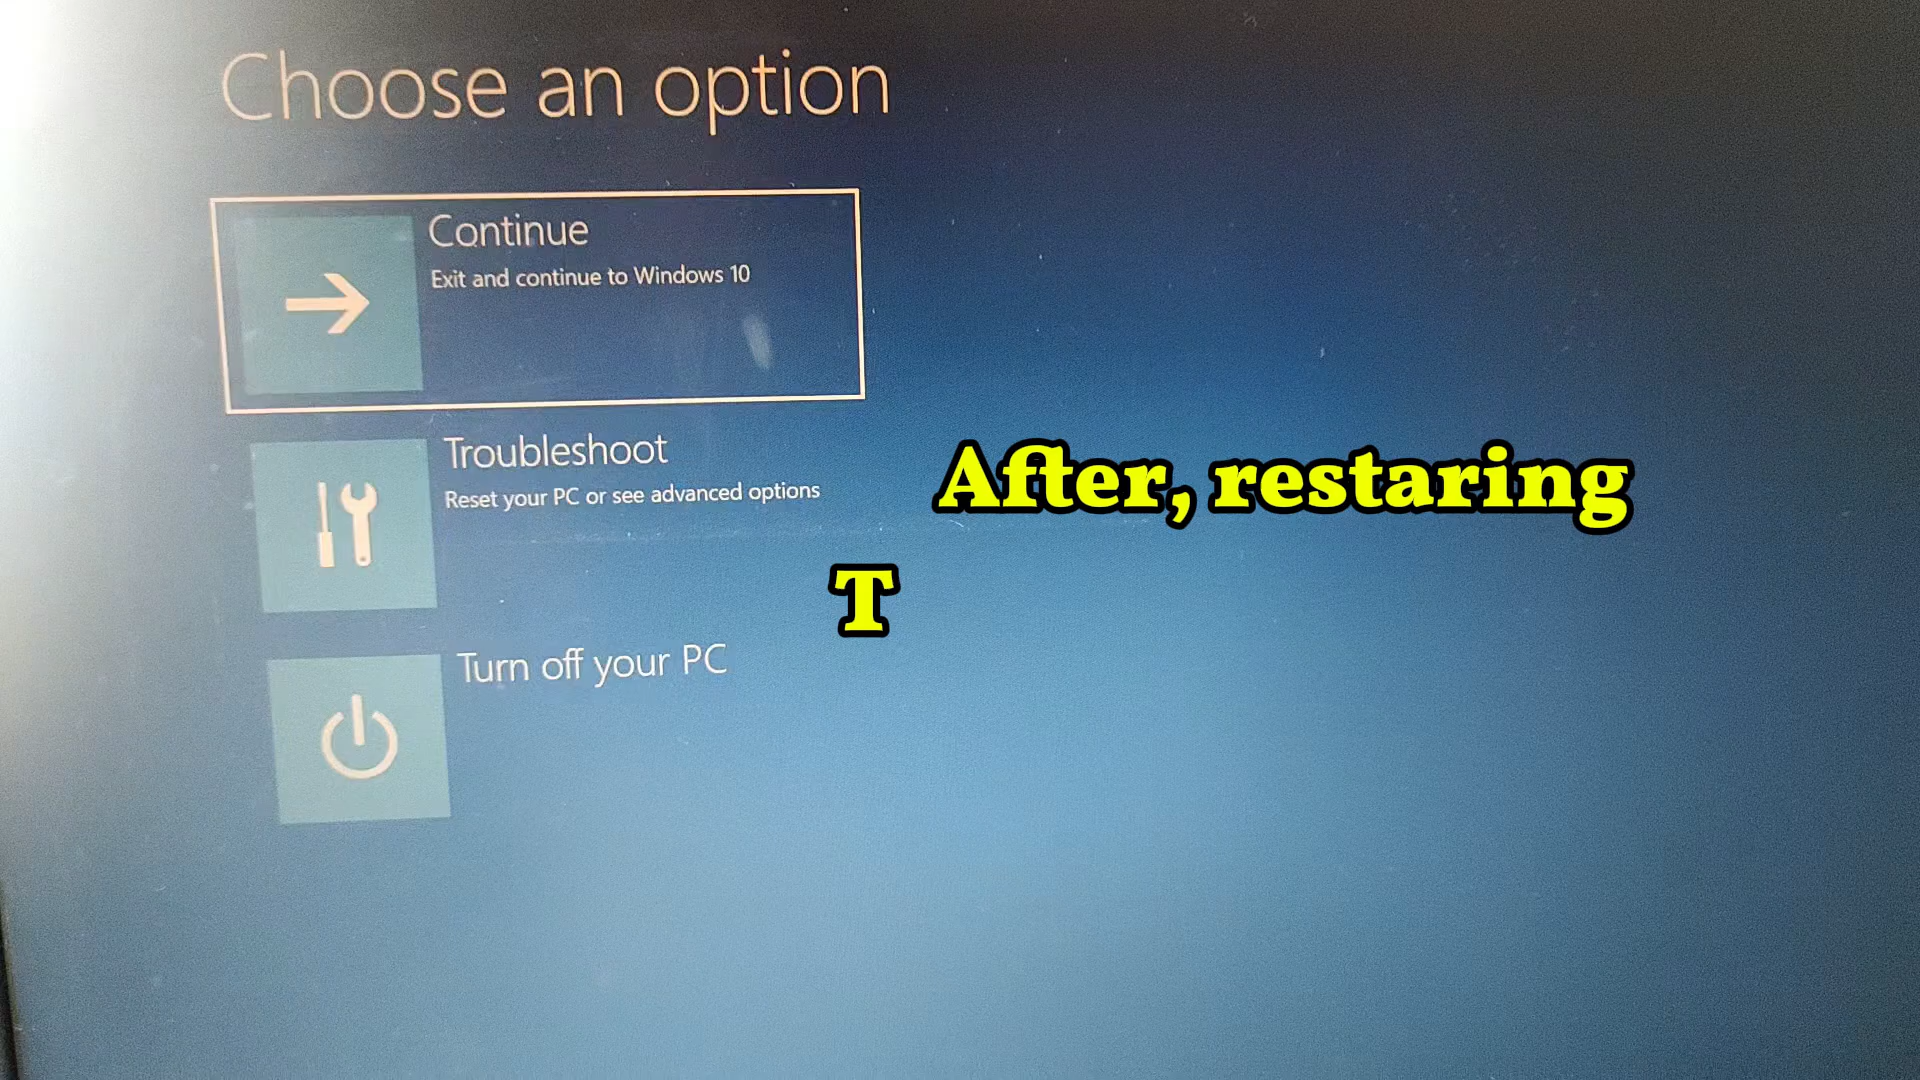 Choose an option
Continue
Exit and continue to Windows 10
Troubleshoot
Reset your PC or see advanced options
After, restaring
T
Turn off your PC